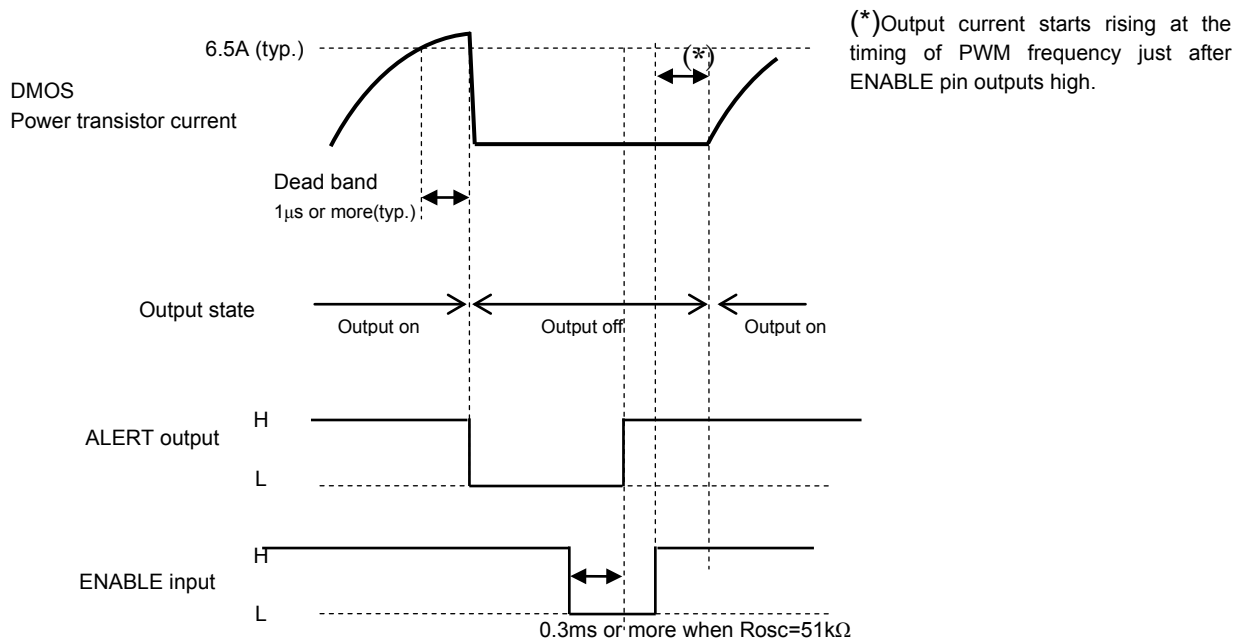 (*)Output current starts rising at the
timing of PWM frequency just after
ENABLE pin outputs high.
6.5A (typ.)
(*)
DMOS
Power transistor current
Dead band
1μs or more(typ.)
Output state
Output on
Output off
Output on
H
ALERT output
L
H
ENABLE input
L
0.3ms or more when Rosc=51kΩ